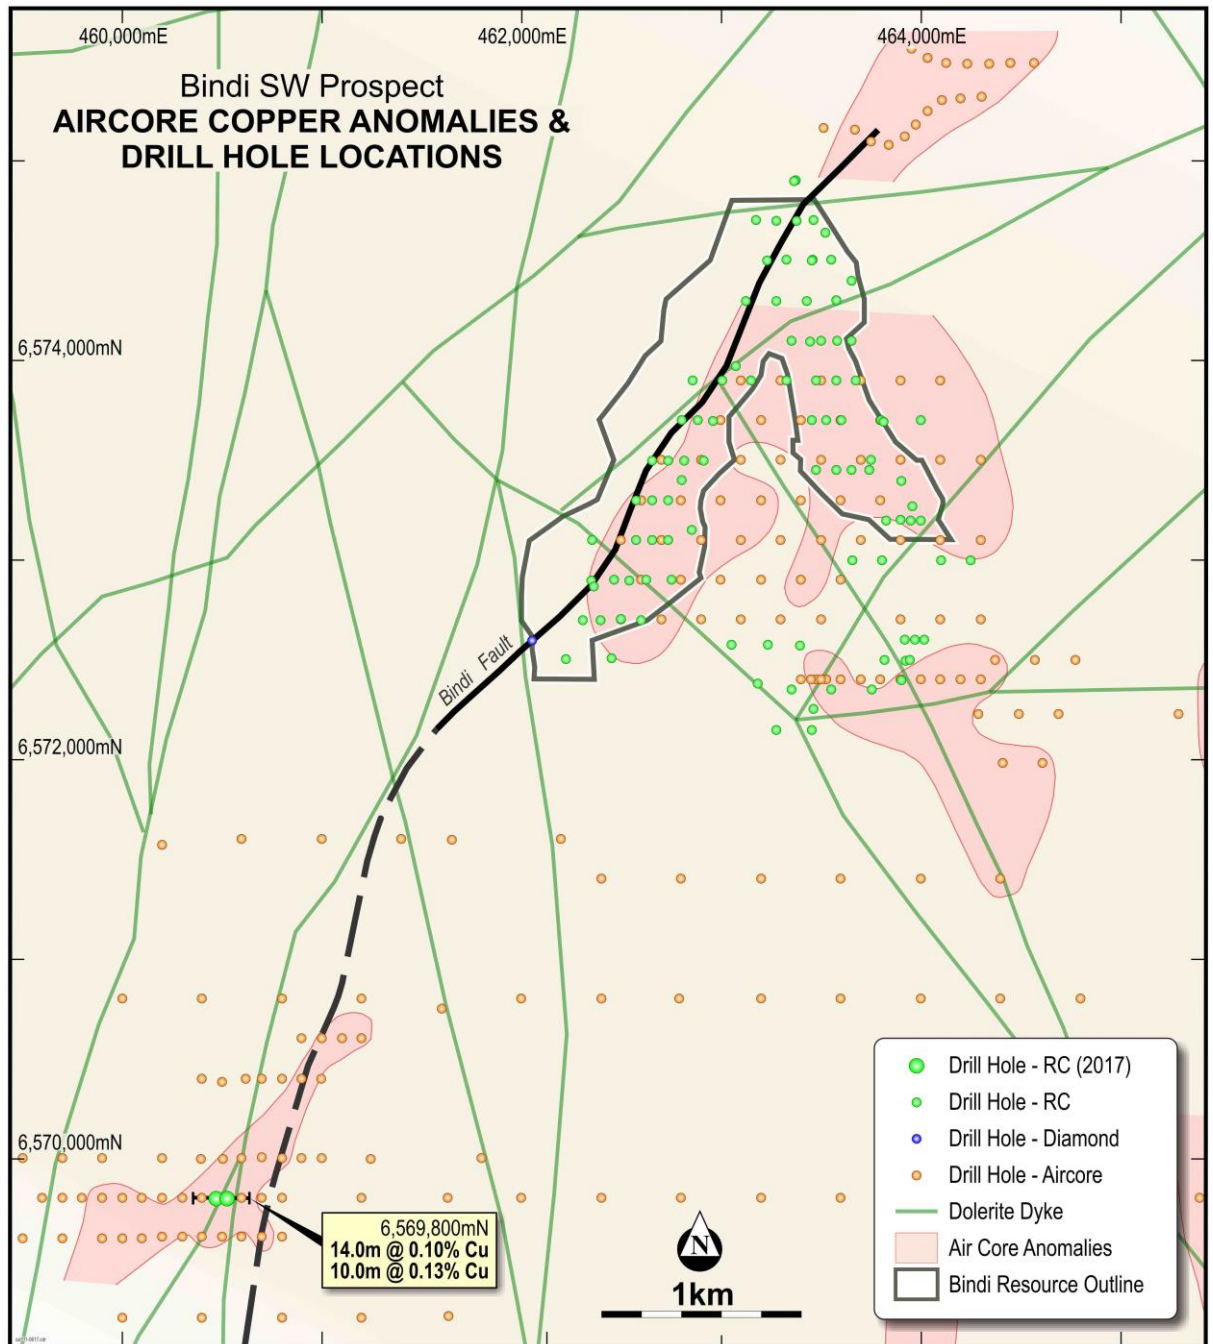 460,000mE
462,000mE
464,000mE
Bindi SW Prospect
AIRCORE COPPER ANOMALIES &
DRILL HOLE LOCATIONS
6,574,000mN
Bindi Fault
6,572,000mN
6,570,000mN
6,569,800mN
14.0m @ 0.10% Cu
10.0m @ 0.13% Cu
N
1km
Drill Hole - RC (2017)
Drill Hole - RC
Drill Hole - Diamond
Drill Hole - Aircore
Dolerite Dyke
Air Core Anomalies
Bindi Resource Outline